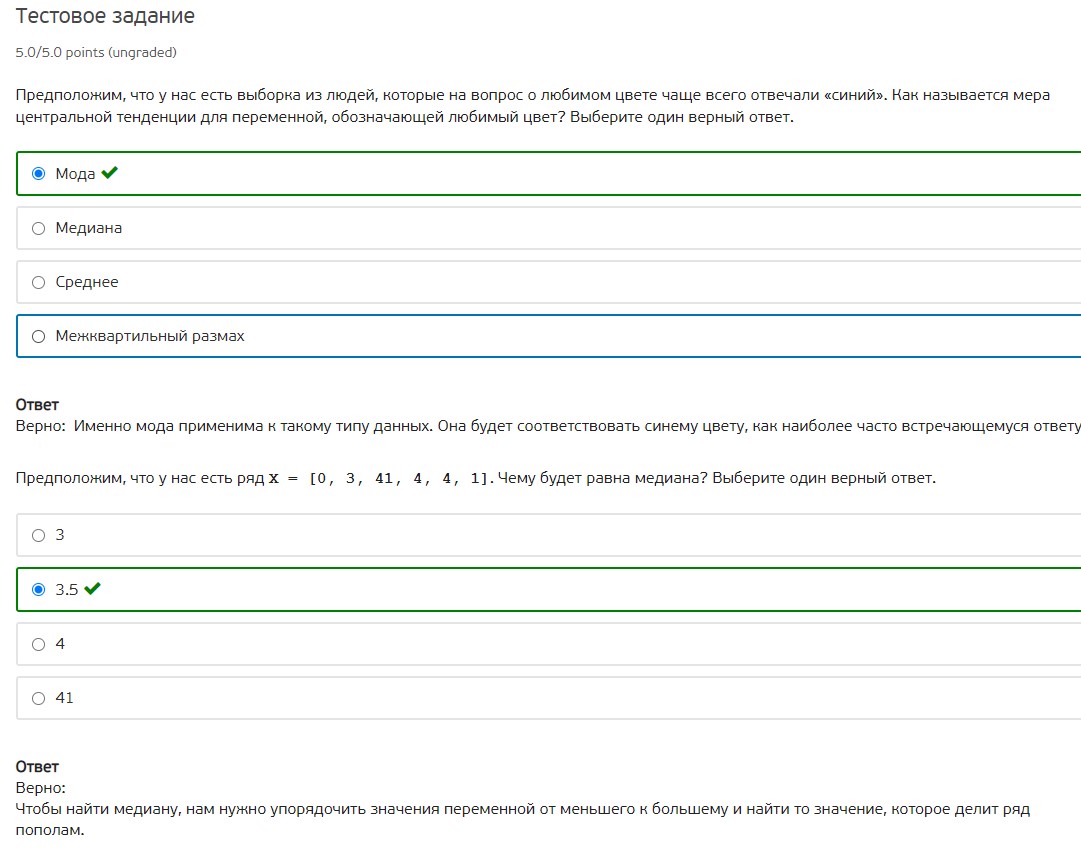 Тестовое задание
5.0/5.0 points (ungraded)
Предположим, что у нас есть выборка из людей, которые на вопрос о любимом цвете чаще всего отвечали «синий». Как называется мера
центральной тенденции для переменной, обозначающей любимый цвет? Выберите один верный ответ.
Мода
Медиана
Среднее
Межквартильный размах
Ответ
Верно: Именно мода применима к такому типу данных. Она будет соответствовать синему цвету, как наиболее часто встречающемуся ответу
Предположим, что у нас есть ряд X = [0, 3, 41, 4, 4, 1]. Чему будет равна медиана? Выберите один верный ответ.
3
3.5
4
41
Ответ
Верно:
Чтобы найти медиану, нам нужно упорядочить значения переменной от меньшего к большему и найти то значение, которое делит ряд
пополам.